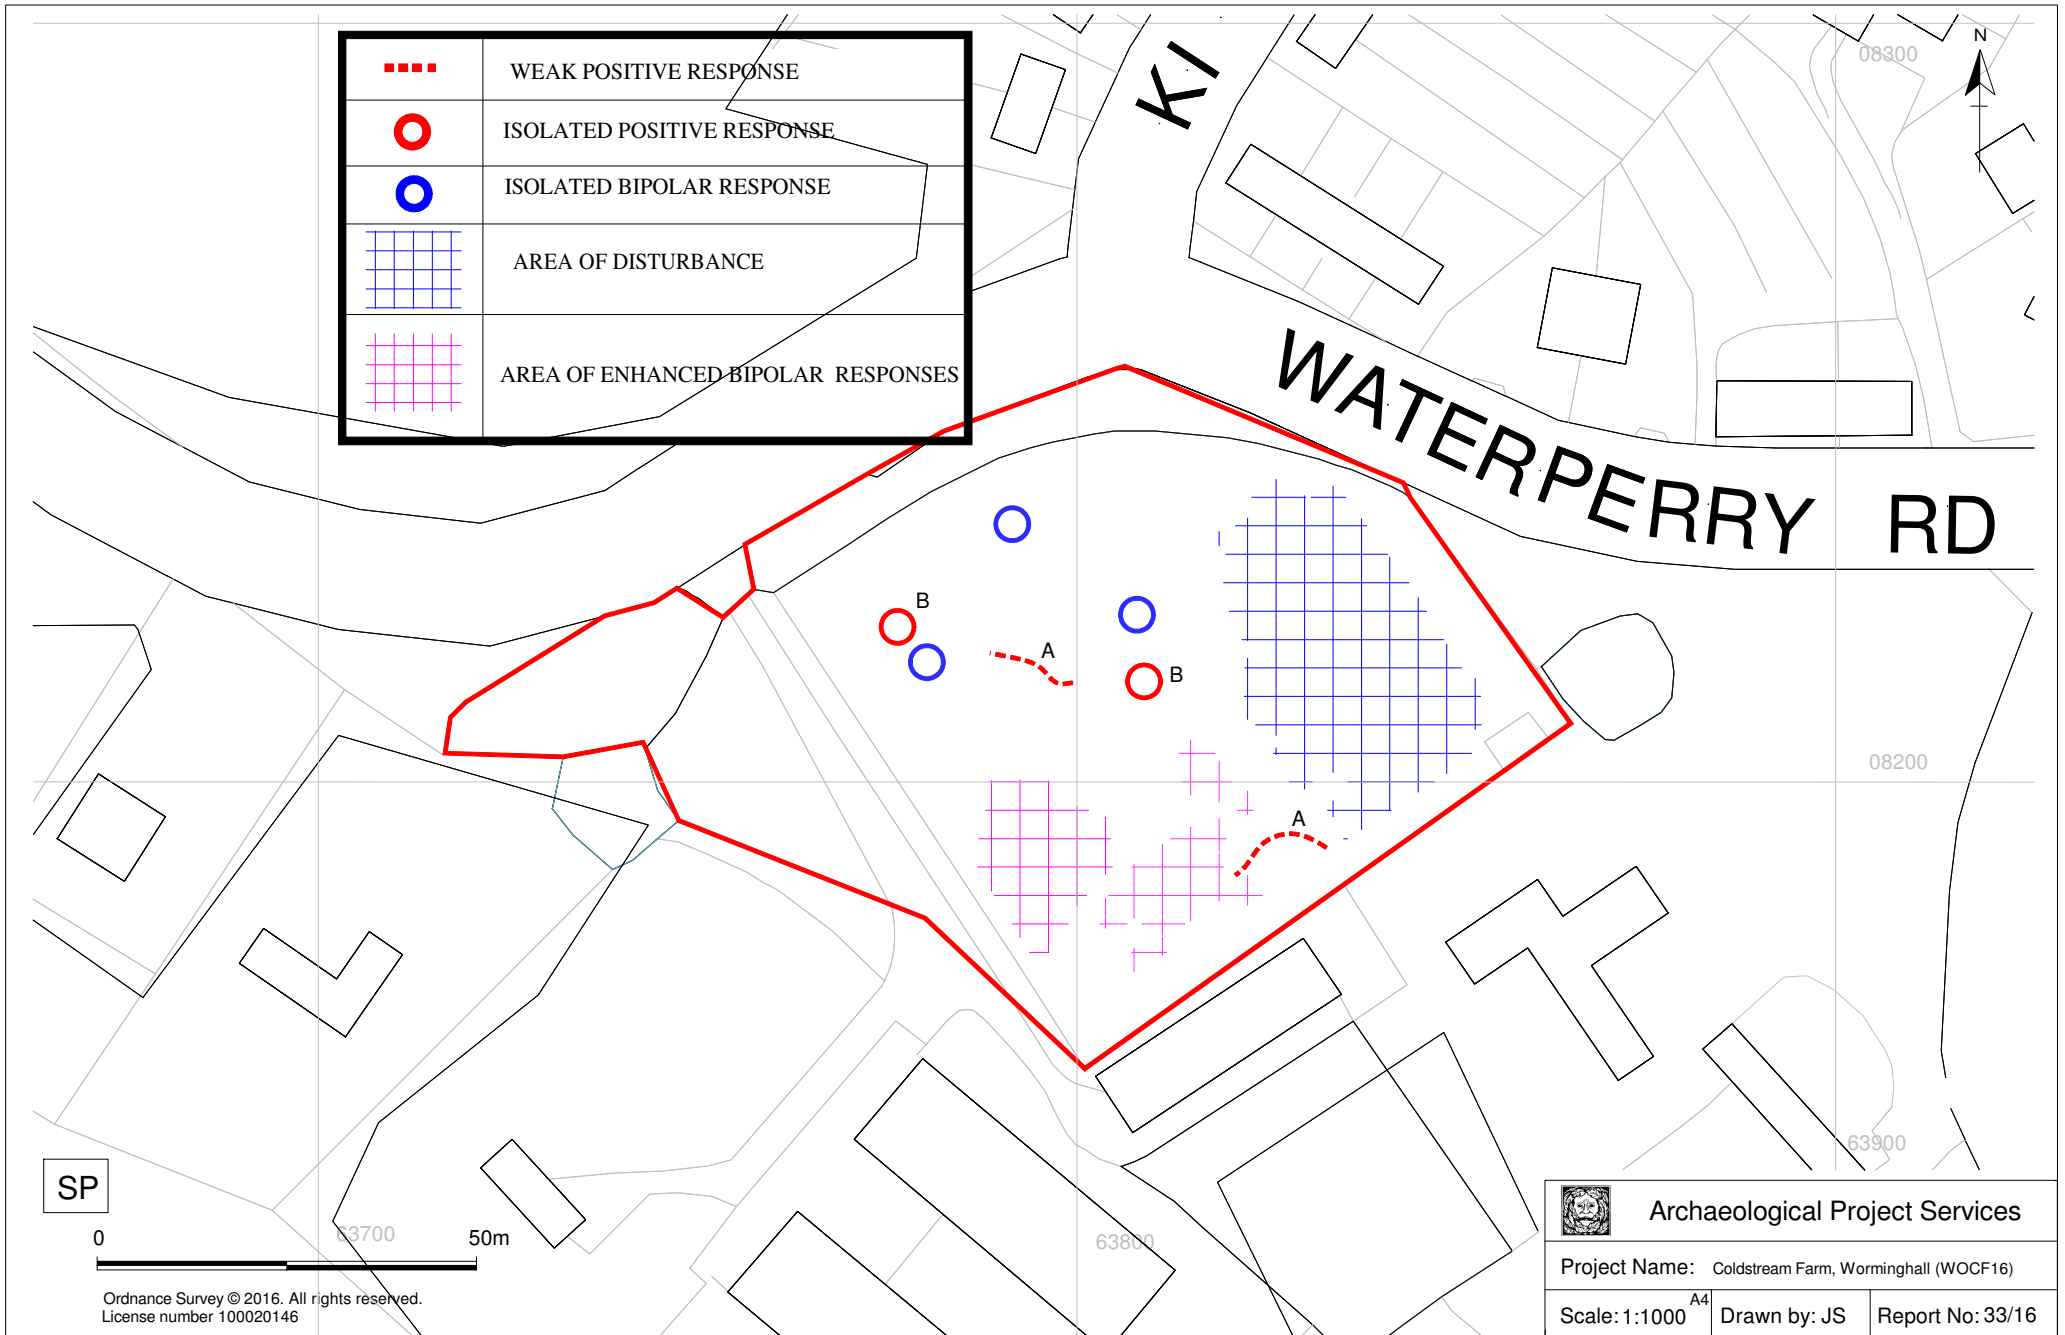 WEAK POSITIVE RESPONSE
ISOLATED POSITIVE RESPONSE
ISOLATED BIPOLAR RESPONSE
AREA OF DISTURBANCE
AREA OF ENHANCED BIPOLAR RESPONSES
KI
08300
N
WATERPERRY RD
B
A
B
08200
A
63900
SP
63700
63800
0 50m
Ordnance Survey © 2016. All rights reserved.
License number 100020146
Archaeological Project Services
Project Name: Coldstream Farm, Worminghall (WOCF16)
Scale: 1:1000 A4 Drawn by: JS Report No: 33/16